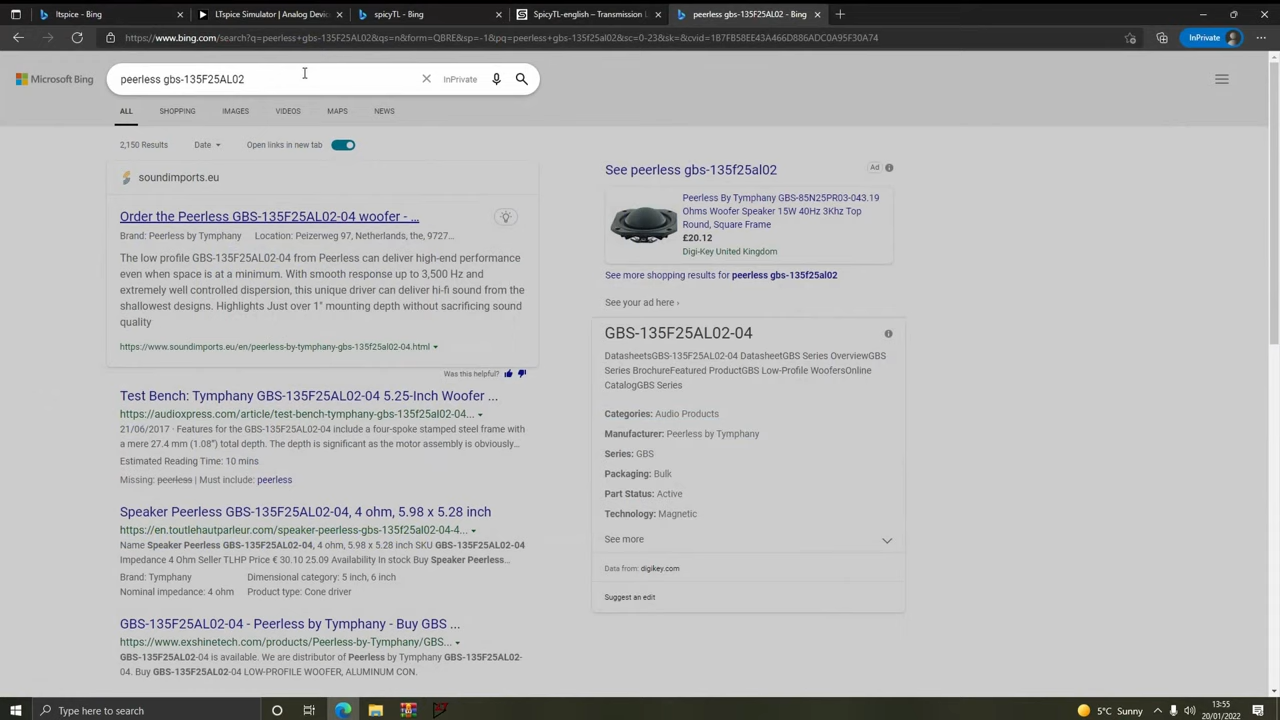 ltspice - Bing
LTspice Simulator | Analog Devic
spicyTL - Bing
SpicyTL-english – Transmission L
peerless gbs-135F25AL02 - Bing
https://www.bing.com/search?q=peerless+gbs-135F25AL02&qs=n&form=QBRE&sp=-1&pq=peerless+gbs-135f25al02&sc=0-23&sk=&cvid=1B7FB58EE43A466D886AC5A95F30A74
InPrivate
Microsoft Bing
peerless gbs-135F25AL02
InPrivate
ALL
SHOPPING
IMAGES
VIDEOS
MAPS
NEWS
2,150 Results
Date
Open links in new tab
soundimports.eu
Order the Peerless GBS-135F25AL02-04 woofer - ...
Brand: Peerless by Tymphany
Location: Peizerweg 97, Netherlands, the, 9727...
The low profile GBS-135F25AL02-04 from Peerless can deliver high-end performance
even when space is at a minimum. With smooth response up to 3,500 Hz and
extremely well controlled dispersion, this unique driver can deliver hi-fi sound from the
shallowest designs. Highlights Just over 1" mounting depth without sacrificing sound
quality
https://www.soundimports.eu/en/peerless-by-tymphany-gbs-135f25al02-04.html
Was this helpful?
Test Bench: Tymphany GBS-135F25AL02-04 5.25-Inch Woofer ...
https://audioxpress.com/article/test-bench-tymphany-gbs-135f25al02-04...
21/06/2017 · Features for the GBS-135F25AL02-04 include a four-spoke stamped steel frame with
a mere 27.4 mm (1.08") total depth. The depth is significant as the motor assembly is obviously...
Estimated Reading Time: 10 mins
Missing: peerless | Must include: peerless
Speaker Peerless GBS-135F25AL02-04, 4 ohm, 5.98 x 5.28 inch
https://en.toutlehautparleur.com/speaker-peerless-gbs-135f25al02-04-4...
Name Speaker Peerless GBS-135F25AL02-04, 4 ohm, 5.98 x 5.28 inch SKU GBS-135F25AL02-04
Impedance 4 Ohm Seller TLHP Price € 30.10 25.09 Availability In stock Buy Speaker Peerless...
Brand: Tymphany
Dimensional category: 5 inch, 6 inch
Nominal impedance: 4 ohm
Product type: Cone driver
GBS-135F25AL02-04 - Peerless by Tymphany - Buy GBS ...
https://www.exshinetech.com/products/Peerless-by-Tymphany/GBS...
GBS-135F25AL02-04 is available. We are distributor of Peerless by Tymphany GBS-135F25AL02-
04. Buy GBS-135F25AL02-04 LOW-PROFILE WOOFER, ALUMINUM CON.
See peerless gbs-135f25al02
Ad
Peerless By Tymphany GBS-85N25PR03-043.19
Ohms Woofer Speaker 15W 40Hz 3Khz Top
Round, Square Frame
£20.12
Digi-Key United Kingdom
See more shopping results for peerless gbs-135f25al02
See your ad here ›
GBS-135F25AL02-04
DatasheetsGBS-135F25AL02-04 DatasheetGBS Series OverviewGBS
Series BrochureFeatured ProductGBS Low-Profile WoofersOnline
CatalogGBS Series
Categories: Audio Products
Manufacturer: Peerless by Tymphany
Series: GBS
Packaging: Bulk
Part Status: Active
Technology: Magnetic
See more
Data from: digikey.com
Suggest an edit
Type here to search
5°C Sunny
13:55
20/01/2022